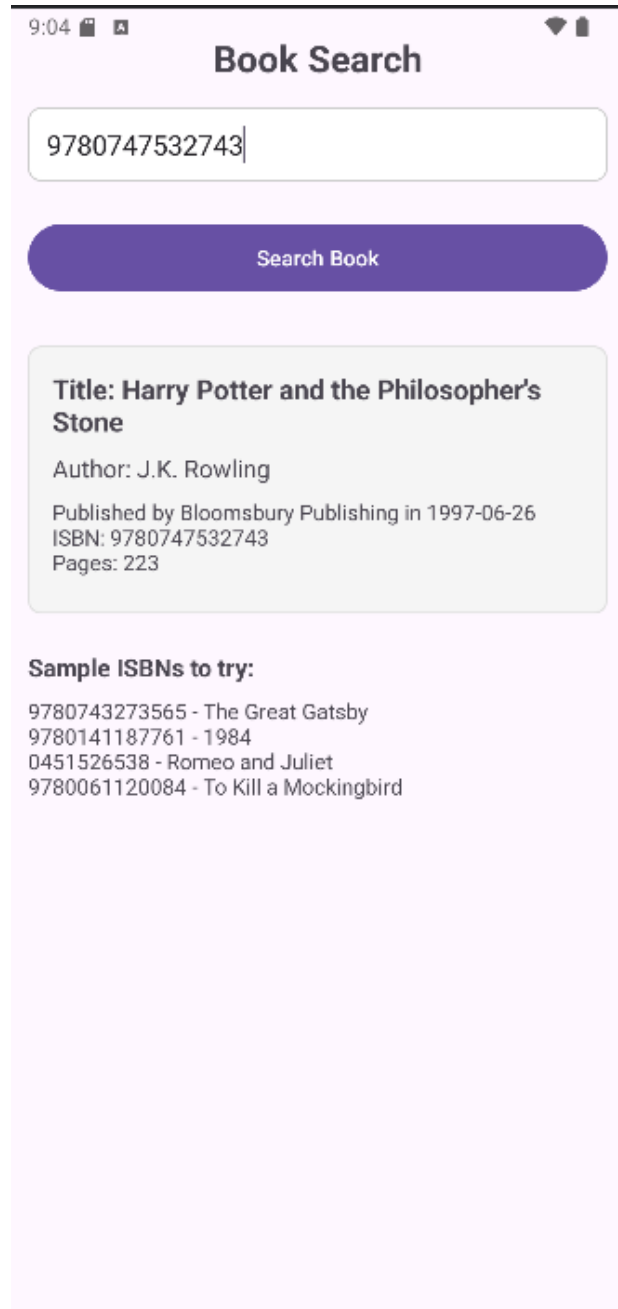 9:04
Book Search
9780747532743
Search Book
Title: Harry Potter and the Philosopher's
Stone
Author: J.K. Rowling
Published by Bloomsbury Publishing in 1997-06-26
ISBN: 9780747532743
Pages: 223
Sample ISBNs to try:
9780743273565 - The Great Gatsby
9780141187761 - 1984
0451526538 - Romeo and Juliet
9780061120084 - To Kill a Mockingbird